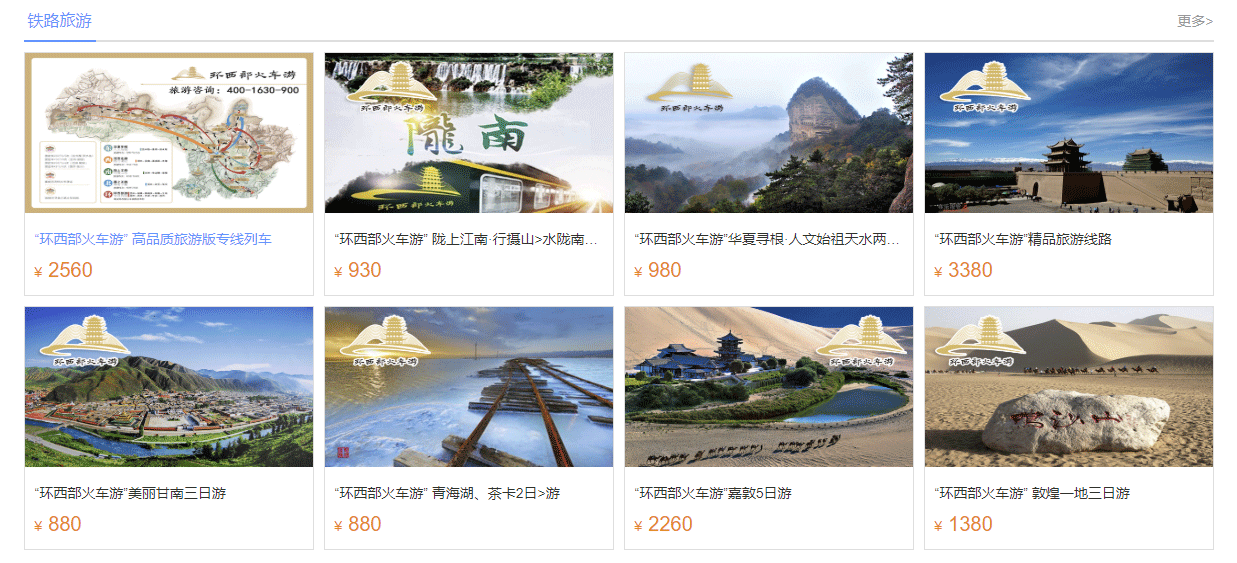 铁路旅游
更多>
环西部火车游
旅游咨询：400-1630-900
环西部火车游
隴南
环西部火车游
环西部火车游
环西部火车游
“环西部火车游” 高品质旅游版专线列车
“环西部火车游” 陇上江南·行摄山>水陇南…
“环西部火车游”华夏寻根·人文始祖天水两…
“环西部火车游”精品旅游线路
¥ 2560
¥ 930
¥ 980
¥ 3380
环西部火车游
环西部火车游
环西部火车游
环西部火车游
鸣沙山
“环西部火车游”美丽甘南三日游
“环西部火车游” 青海湖、茶卡2日>游
“环西部火车游”嘉敦5日游
“环西部火车游” 敦煌一地三日游
¥ 880
¥ 880
¥ 2260
¥ 1380